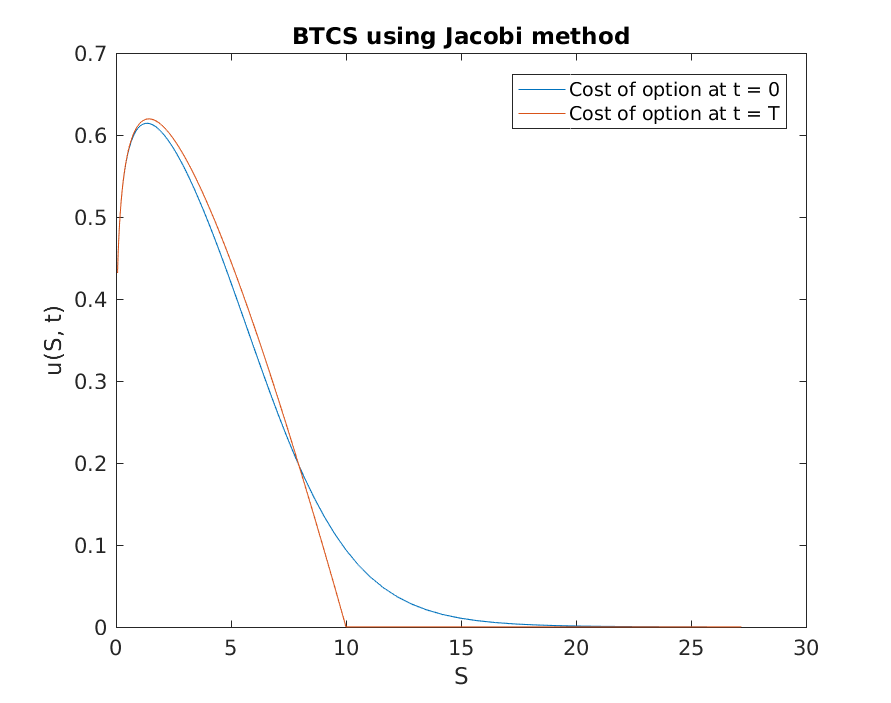 BTCS using Jacobi method
Cost of option at t = 0
Cost of option at t = T
u(S, t)
0.7
0.6
0.5
0.4
0.3
0.2
0.1
0
0 5 10 15 20 25 30
S